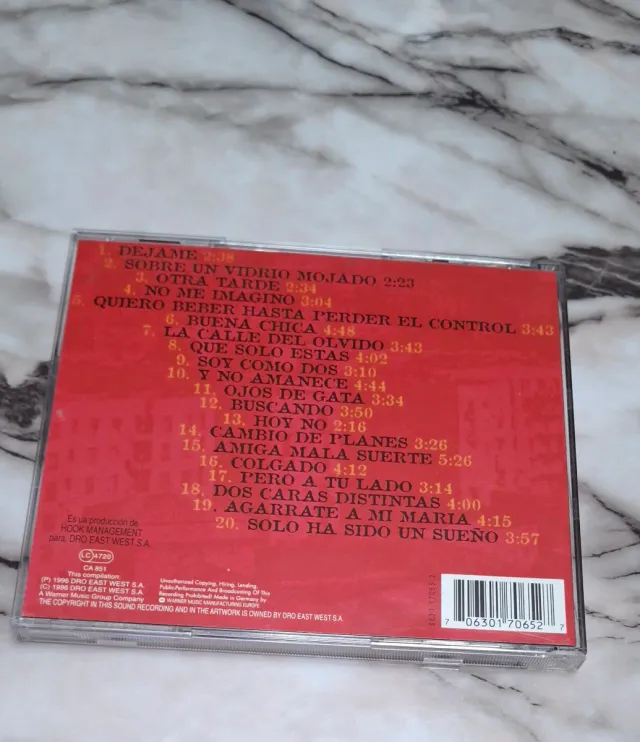 1. DEJAME 2:38
2. SOBRE UN VIDRIO MOJADO 2:23
3. OTRA TARDE 2:34
4. NO ME IMAGINO 3:04
5. QUIERO BEBER HASTA PERDER EL CONTROL 3:43
6. BUENA CHICA 4:48
7. LA CALLE DEL OLVIDO 3:43
8. QUE SOLO ESTAS 4:02
9. SOY COMO DOS 3:10
10. Y NO AMANECE 4:44
11. OJOS DE GATA 3:34
12. BUSCANDO 3:50
13. HOY NO 2:16
14. CAMBIO DE PLANES 3:26
15. AMIGA MALA SUERTE 5:26
16. COLGADO 4:12
17. PERO A TU LADO 3:14
18. DOS CARAS DISTINTAS 4:00
19. AGARRATE A MI MARIA 4:15
20. SOLO HA SIDO UN SUEÑO 3:57
Es ua producción de
HOOK MANAGEMENT
para, DRO EAST WEST S.A.
LC 4720
CA 851
This compilation:
(P) 1996 DRO EAST WEST S.A.
(C) 1996 DRO EAST WEST S.A.
A Warner Music Group Company
THE COPYRIGHT IN THIS SOUND RECORDING AND IN THE ARTWORK IS OWNED BY DRO EAST WEST S.A.
Unauthorized Copying, Hiring, Lending,
Public Performance And Broadcasting Of This
Recording Prohibited! Made in Germany by
WARNER MUSIC MANUFACTURING EUROPE
7 06301 70652 7